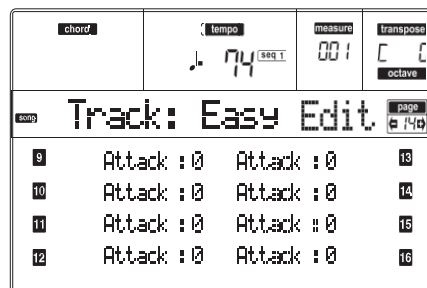 chord tempo measure transpose
74 seq 1 001
octave
song Track: Easy Edit page
14
9 Attack :0 Attack :0 13
10 Attack :0 Attack :0 14
11 Attack :0 Attack :0 15
12 Attack :0 Attack :0 16